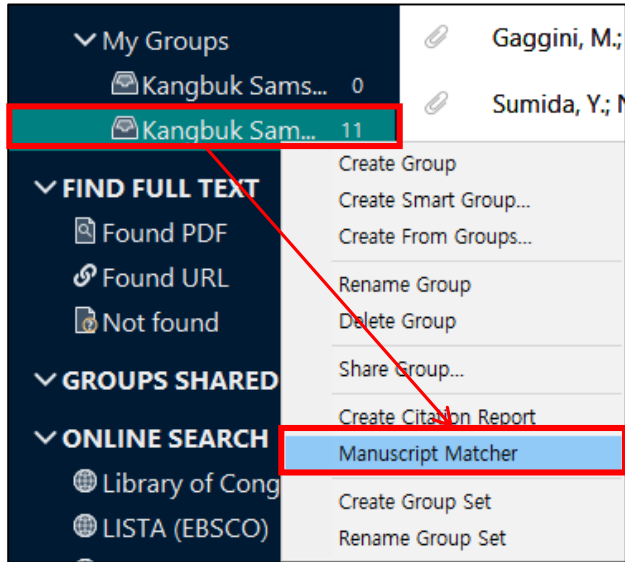 My Groups
Kangbuk Sams... 0
Kangbuk Sam... 11
FIND FULL TEXT
Found PDF
Found URL
Not found
GROUPS SHARED
ONLINE SEARCH
Library of Cong
LISTA (EBSCO)
Gaggini, M.;
Sumida, Y.; N
Create Group
Create Smart Group...
Create From Groups...
Rename Group
Delete Group
Share Group...
Create Citation Report
Manuscript Matcher
Create Group Set
Rename Group Set